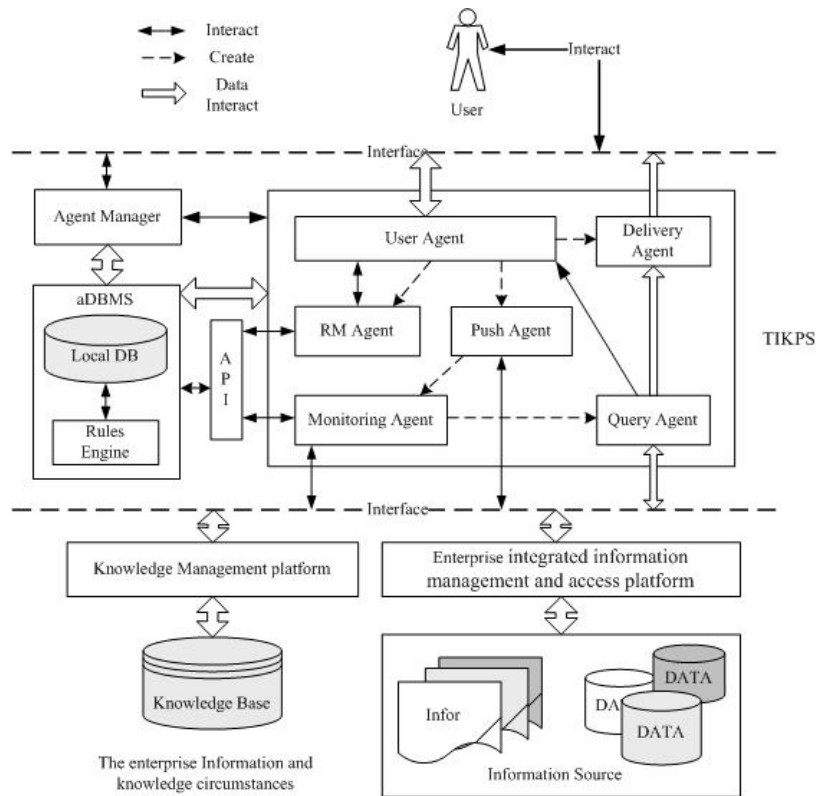 Interact
Create
Data
Interact
Interact
User
Interface
Agent Manager
User Agent
Delivery
Agent
aDBMS
Local DB
Rules
Engine
A
P
I
RM Agent
Push Agent
TIKPS
Monitoring Agent
Query Agent
Interface
Knowledge Management platform
Enterprise integrated information
management and access platform
Knowledge Base
Infor
DATA
DATA
The enterprise Information and
knowledge circumstances
Information Source